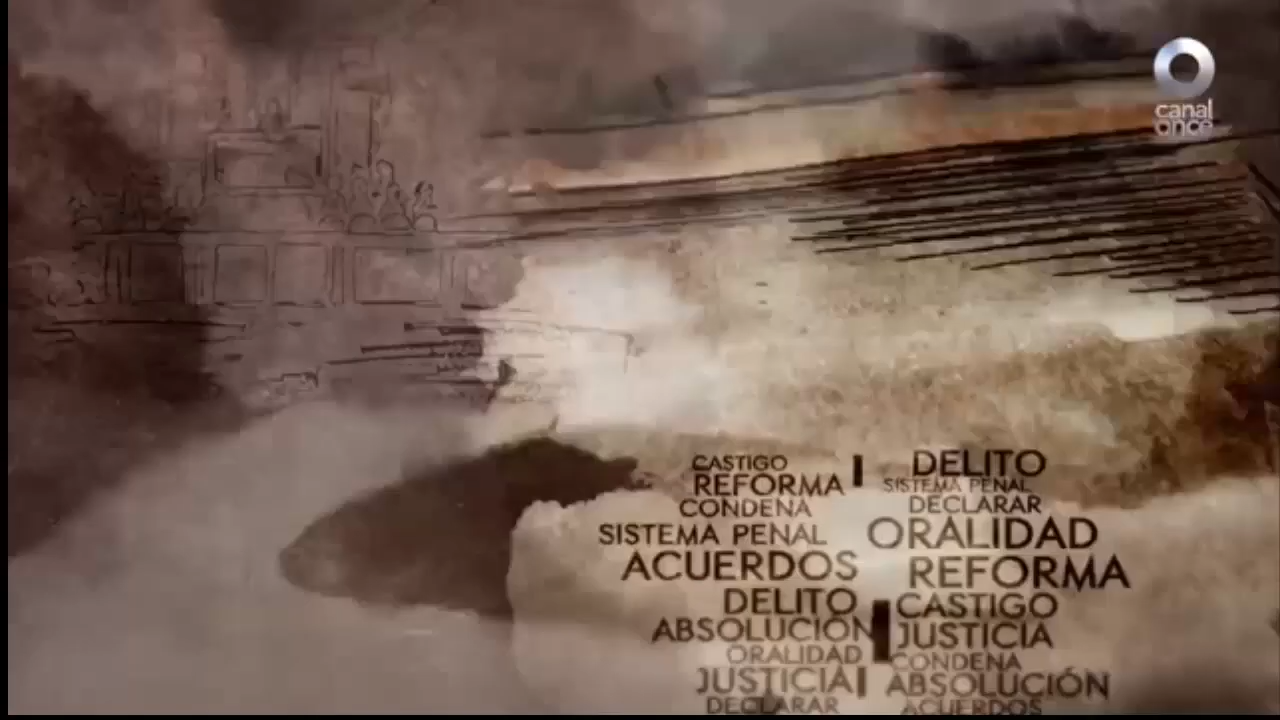 canal
once
CASTIGO
REFORMA
CONDENA
SISTEMA PENAL
ACUERDOS
DELITO
ABSOLUCIÓN
ORALIDAD
JUSTICIA
DECLARAR
DELITO
SISTEMA PENAL
DECLARAR
ORALIDAD
REFORMA
CASTIGO
JUSTICIA
CONDENA
ABSOLUCIÓN
ACUERDOS